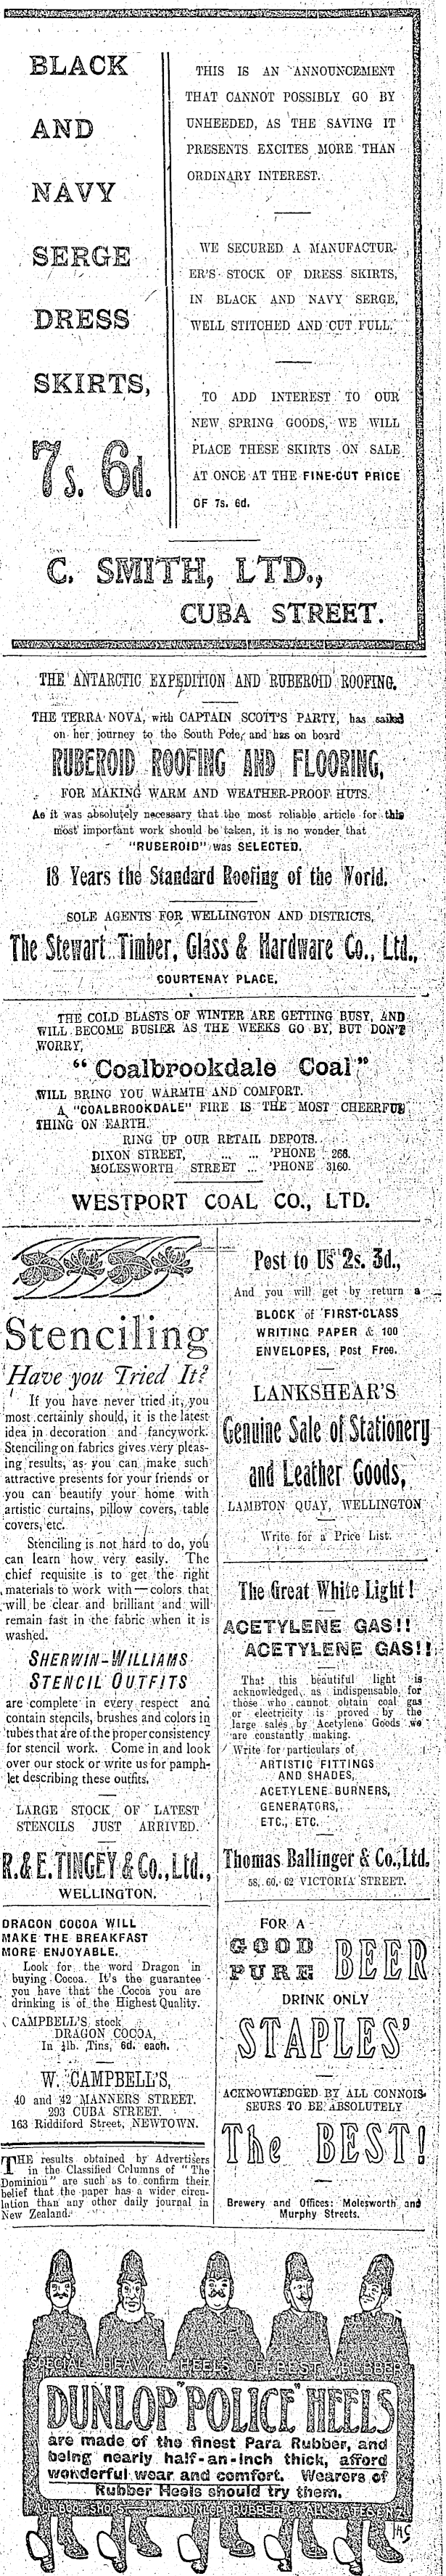 BLACK
AND
NAVY
SERGE
DRESS
SKIRTS,
7s. 6d.
THIS IS AN ANNOUNCEMENT
THAT CANNOT POSSIBLY GO BY
UNHEEDED, AS THE SAVING IT
PRESENTS EXCITES MORE THAN
ORDINARY INTEREST.
WE SECURED A MANUFACTUR-
ER'S STOCK OF DRESS SKIRTS,
IN BLACK AND NAVY SERGE,
WELL STITCHED AND CUT FULL.
TO ADD INTEREST TO OUR
NEW SPRING GOODS, WE WILL
PLACE THESE SKIRTS ON SALE
AT ONCE AT THE FINE-CUT PRICE
OF 7s. 6d.
C. SMITH, LTD.,
CUBA STREET.
THE ANTARCTIC EXPEDITION AND RUBEROID ROOFING.
THE TERRA NOVA, with CAPTAIN SCOTT'S PARTY, has sailed
on her journey to the South Pole, and has on board
RUBEROID ROOFING AND FLOORING,
FOR MAKING WARM AND WEATHER-PROOF HUTS.
As it was absolutely necessary that the most reliable article for this
most important work should be taken, it is no wonder that
"RUBEROID" was SELECTED.
18 Years the Standard Roofing of the World.
SOLE AGENTS FOR WELLINGTON AND DISTRICTS,
The Stewart Timber, Glass & Hardware Co., Ltd.,
COURTENAY PLACE.
THE COLD BLASTS OF WINTER ARE GETTING BUSY, AND
WILL BECOME BUSIER AS THE WEEKS GO BY, BUT DON'T
WORRY,
"Coalbrookdale Coal"
WILL BRING YOU WARMTH AND COMFORT.
A "COALBROOKDALE" FIRE IS THE MOST CHEERFUL
THING ON EARTH.
RING UP OUR RETAIL DEPOTS.
DIXON STREET, ... ... 'PHONE 268.
MOLESWORTH STREET ... 'PHONE 3160.
WESTPORT COAL CO., LTD.
Stenciling
Have you Tried It?
If you have never tried it, you
most certainly should, it is the latest
idea in decoration and fancywork.
Stenciling on fabrics gives very pleas-
ing results, as you can make such
attractive presents for your friends or
you can beautify your home with
artistic curtains, pillow covers, table
covers, etc.
Stenciling is not hard to do, you
can learn how very easily. The
chief requisite is to get the right
materials to work with—colors that
will be clear and brilliant and will
remain fast in the fabric when it is
washed.
SHERWIN-WILLIAMS
STENCIL OUTFITS
are complete in every respect and
contain stencils, brushes and colors in
tubes that are of the proper consistency
for stencil work. Come in and look
over our stock or write us for pamph-
let describing these outfits.
LARGE STOCK OF LATEST
STENCILS JUST ARRIVED.
R. & E. TINGEY & Co., Ltd.,
WELLINGTON.
DRAGON COCOA WILL
MAKE THE BREAKFAST
MORE ENJOYABLE.
Look for the word Dragon in
buying Cocoa. It's the guarantee
you have that the Cocoa you are
drinking is of the Highest Quality.
CAMPBELL'S stock
DRAGON COCOA,
In ½lb. Tins, 6d. each.
W. CAMPBELL'S,
40 and 42 MANNERS STREET.
293 CUBA STREET.
163 Riddiford Street, NEWTOWN.
THE results obtained by Advertisers
in the Classified Columns of "The
Dominion" are such as to confirm their
belief that the paper has a wider circu-
lation than any other daily journal in
New Zealand.
Post to Us 2s. 3d.,
And you will get by return a
BLOCK of FIRST-CLASS
WRITING PAPER & 100
ENVELOPES, Post Free.
LANKSHEAR'S
Genuine Sale of Stationery
and Leather Goods,
LAMBTON QUAY, WELLINGTON
Write for a Price List.
The Great White Light!
ACETYLENE GAS!!
ACETYLENE GAS!!
That this beautiful light is
acknowledged as indispensable for
those who cannot obtain coal gas
or electricity is proved by the
large sales by Acetylene Goods we
are constantly making.
Write for particulars of
ARTISTIC FITTINGS
AND SHADES,
ACETYLENE BURNERS,
GENERATORS,
ETC., ETC.
Thomas Ballinger & Co., Ltd.
58, 60, 62 VICTORIA STREET.
FOR A
GOOD
PURE BEER
DRINK ONLY
STAPLES'
ACKNOWLEDGED BY ALL CONNOIS-
SEURS TO BE ABSOLUTELY
The BEST!
Brewery and Offices: Molesworth and
Murphy Streets.
SPECIAL HEAVY HEELS OF BEST RUBBER
DUNLOP "POLICE" HEELS
are made of the finest Para Rubber, and
being nearly half-an-inch thick, afford
wonderful wear and comfort. Wearers of
Rubber Heels should try them.
ALL BOOT SHOPS — DUNLOP RUBBER CO ALL STATES & N.Z.